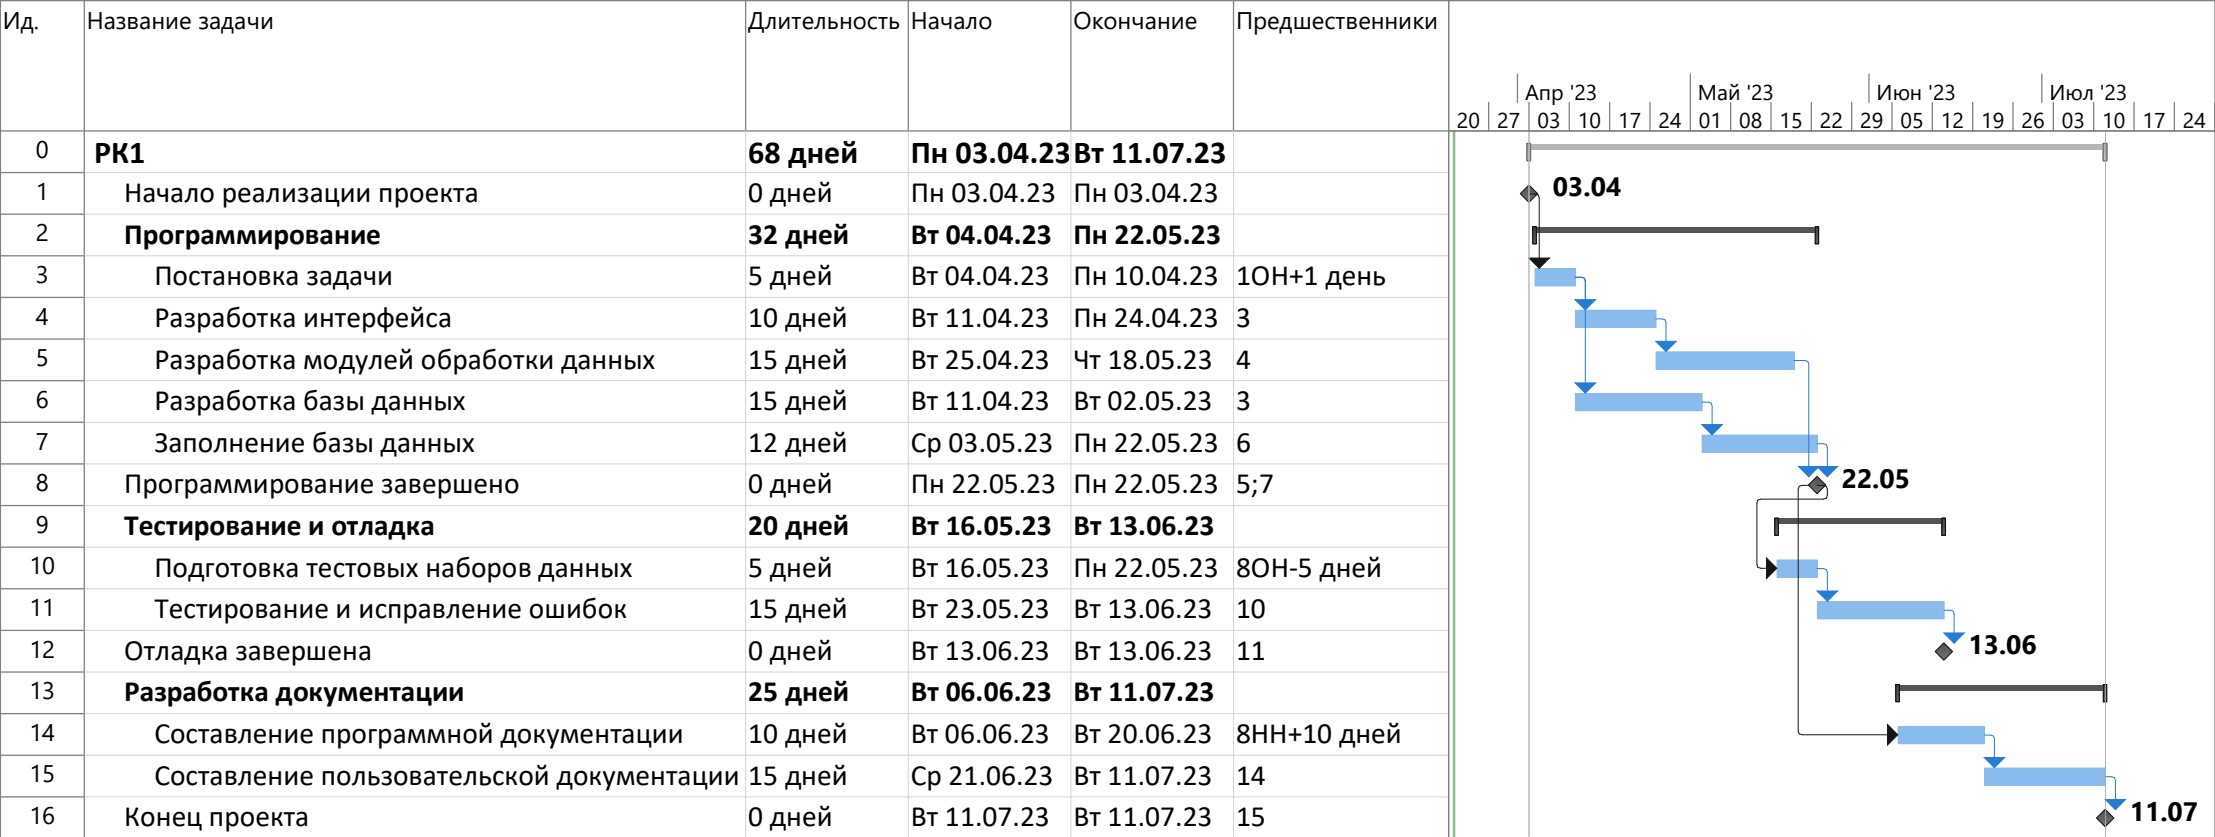 Ид. Название задачи Длительность Начало Окончание Предшественники
Апр '23 Май '23 Июн '23 Июл '23
20 27 03 10 17 24 01 08 15 22 29 05 12 19 26 03 10 17 24
0 РК1 68 дней Пн 03.04.23 Вт 11.07.23
1 Начало реализации проекта 0 дней Пн 03.04.23 Пн 03.04.23 03.04
2 Программирование 32 дней Вт 04.04.23 Пн 22.05.23
3 Постановка задачи 5 дней Вт 04.04.23 Пн 10.04.23 1ОН+1 день
4 Разработка интерфейса 10 дней Вт 11.04.23 Пн 24.04.23 3
5 Разработка модулей обработки данных 15 дней Вт 25.04.23 Чт 18.05.23 4
6 Разработка базы данных 15 дней Вт 11.04.23 Вт 02.05.23 3
7 Заполнение базы данных 12 дней Ср 03.05.23 Пн 22.05.23 6
8 Программирование завершено 0 дней Пн 22.05.23 Пн 22.05.23 5;7 22.05
9 Тестирование и отладка 20 дней Вт 16.05.23 Вт 13.06.23
10 Подготовка тестовых наборов данных 5 дней Вт 16.05.23 Пн 22.05.23 8ОН-5 дней
11 Тестирование и исправление ошибок 15 дней Вт 23.05.23 Вт 13.06.23 10
12 Отладка завершена 0 дней Вт 13.06.23 Вт 13.06.23 11 13.06
13 Разработка документации 25 дней Вт 06.06.23 Вт 11.07.23
14 Составление программной документации 10 дней Вт 06.06.23 Вт 20.06.23 8НН+10 дней
15 Составление пользовательской документации 15 дней Ср 21.06.23 Вт 11.07.23 14
16 Конец проекта 0 дней Вт 11.07.23 Вт 11.07.23 15 11.07